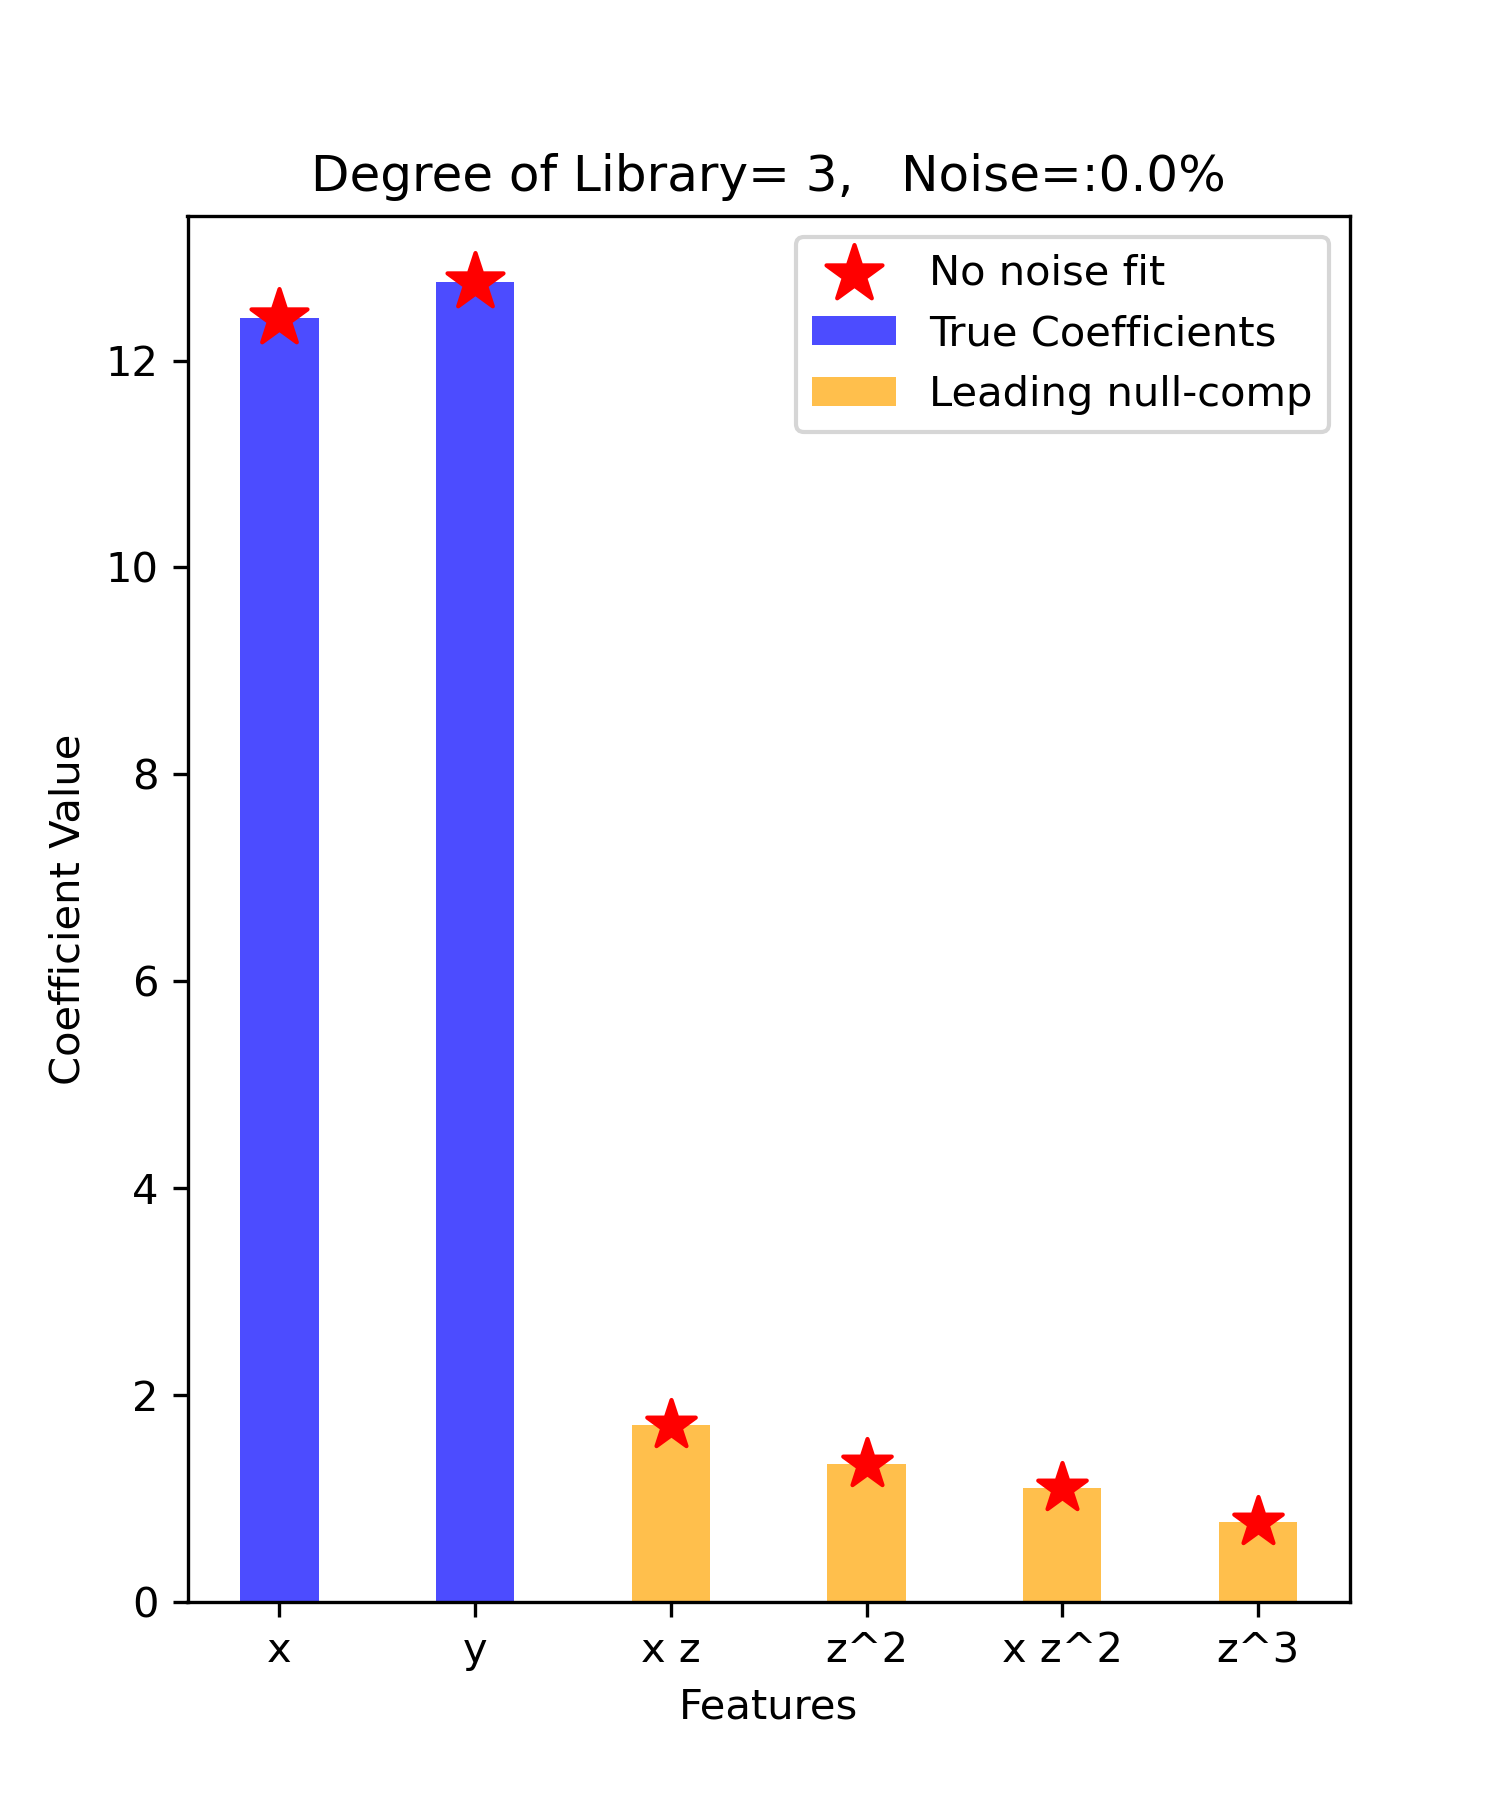 Degree of Library= 3,   Noise=:0.0%
No noise fit
True Coefficients
Leading null-comp
12
10
8
6
4
2
0
Coefficient Value
x
y
x z
z^2
x z^2
z^3
Features